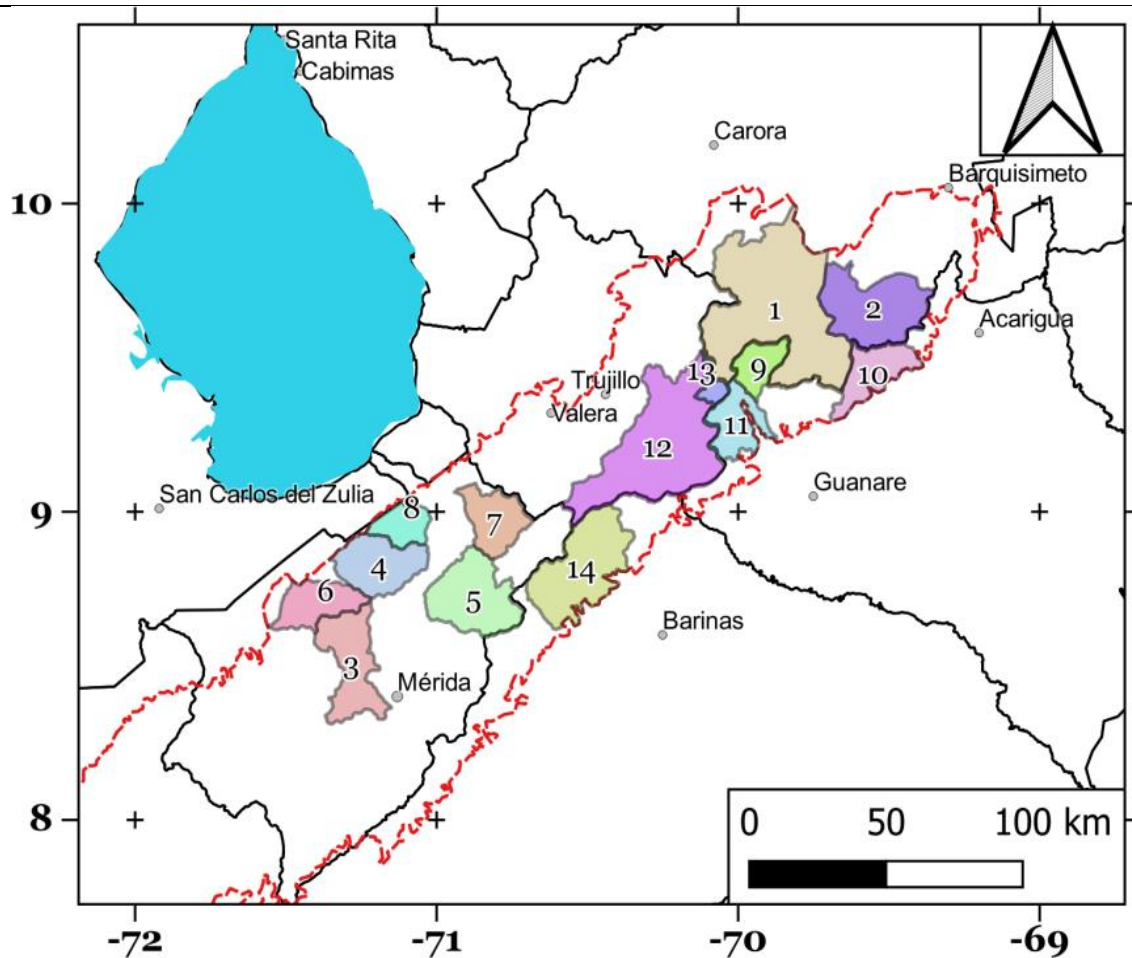 Santa Rita
Cabimas
Carora
Barquisimeto
10
1
2
Acarigua
9
10
13
Trujillo
Valera
11
12
San Carlos del Zulia
Guanare
9
8
7
4
14
6
5
Barinas
3
Mérida
8
0 50 100 km
-72 -71 -70 -69